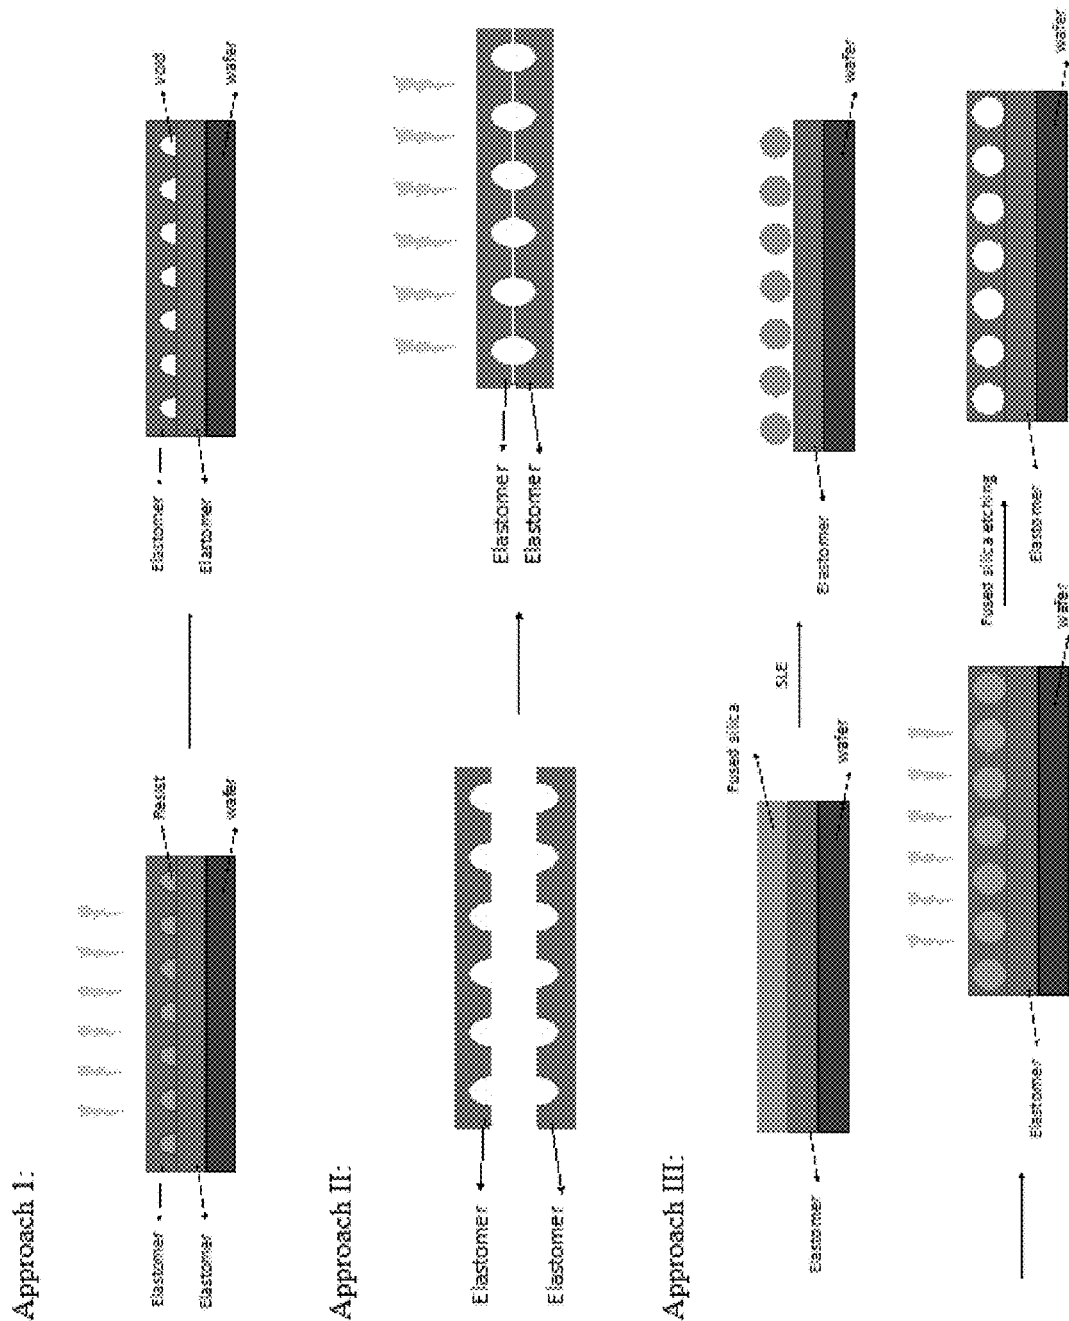 Approach I:
Elastomer
Elastomer
Resist
wafer
Elastomer
Elastomer
void
wafer
Approach II:
Elastomer
Elastomer
Elastomer
Elastomer
Approach III:
Elastomer
Fused silica
wafer
SLE
Elastomer
wafer
Elastomer
wafer
Fused silica etching
Elastomer
wafer